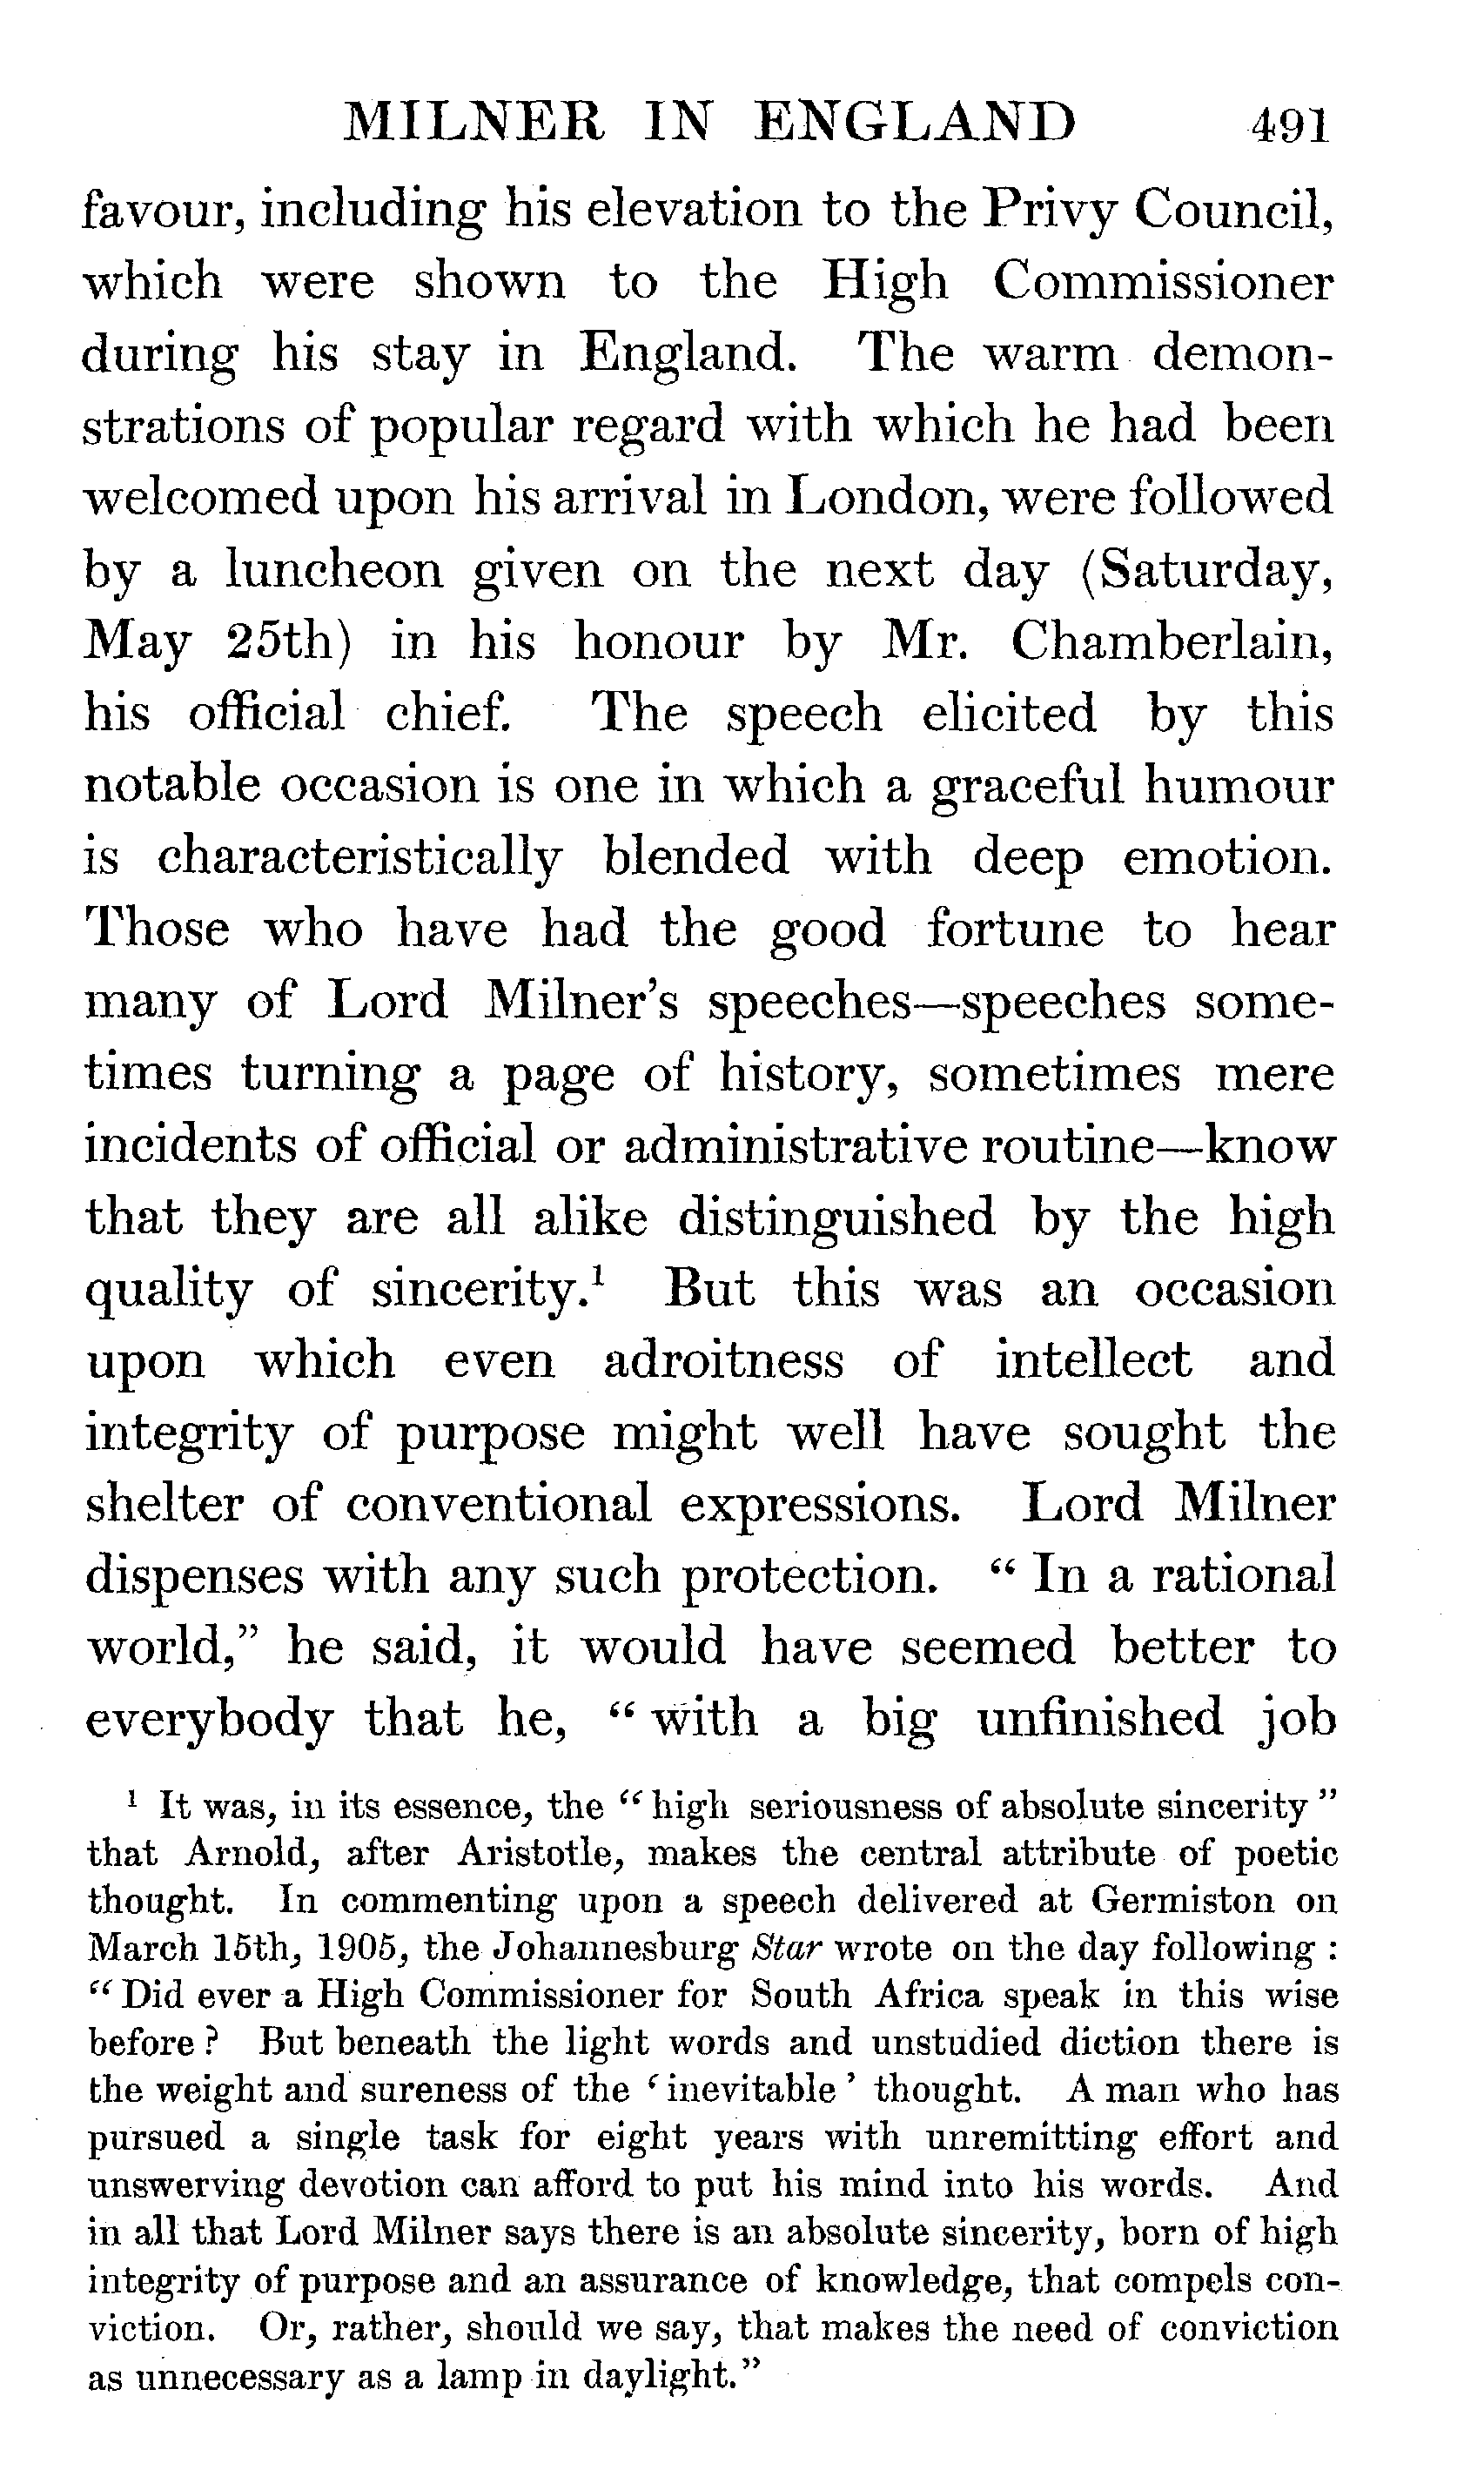 MILNER IN ENGLAND 491
favour, including his elevation to the Privy Council,
which were shown to the High Commissioner
during his stay in England. The warm demon-
strations of popular regard with which he had been
welcomed upon his arrival in London, were followed
by a luncheon given on the next day (Saturday,
May 25th) in his honour by Mr. Chamberlain,
his official chief. The speech elicited by this
notable occasion is one in which a graceful humour
is characteristically blended with deep emotion.
Those who have had the good fortune to hear
many of Lord Milner's speeches—speeches some-
times turning a page of history, sometimes mere
incidents of official or administrative routine—know
that they are all alike distinguished by the high
quality of sincerity.¹ But this was an occasion
upon which even adroitness of intellect and
integrity of purpose might well have sought the
shelter of conventional expressions. Lord Milner
dispenses with any such protection. “ In a rational
world,” he said, it would have seemed better to
everybody that he, “ with a big unfinished job
¹ It was, in its essence, the “ high seriousness of absolute sincerity ”
that Arnold, after Aristotle, makes the central attribute of poetic
thought. In commenting upon a speech delivered at Germiston on
March 15th, 1905, the Johannesburg Star wrote on the day following :
“ Did ever a High Commissioner for South Africa speak in this wise
before ? But beneath the light words and unstudied diction there is
the weight and sureness of the ‘ inevitable ’ thought. A man who has
pursued a single task for eight years with unremitting effort and
unswerving devotion can afford to put his mind into his words. And
in all that Lord Milner says there is an absolute sincerity, born of high
integrity of purpose and an assurance of knowledge, that compels con-
viction. Or, rather, should we say, that makes the need of conviction
as unnecessary as a lamp in daylight.”